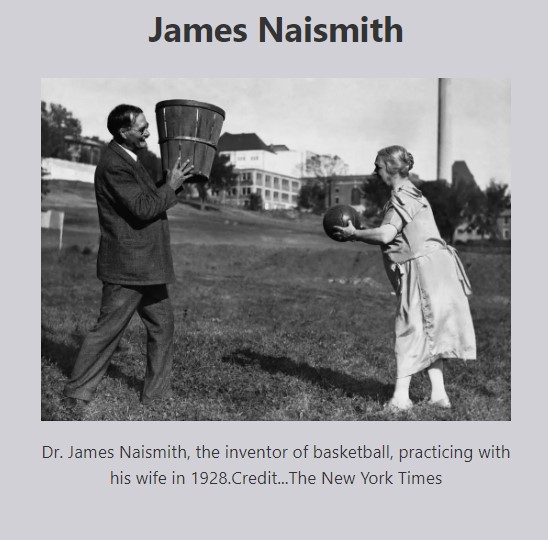 James Naismith
Dr. James Naismith, the inventor of basketball, practicing with
his wife in 1928.Credit...The New York Times